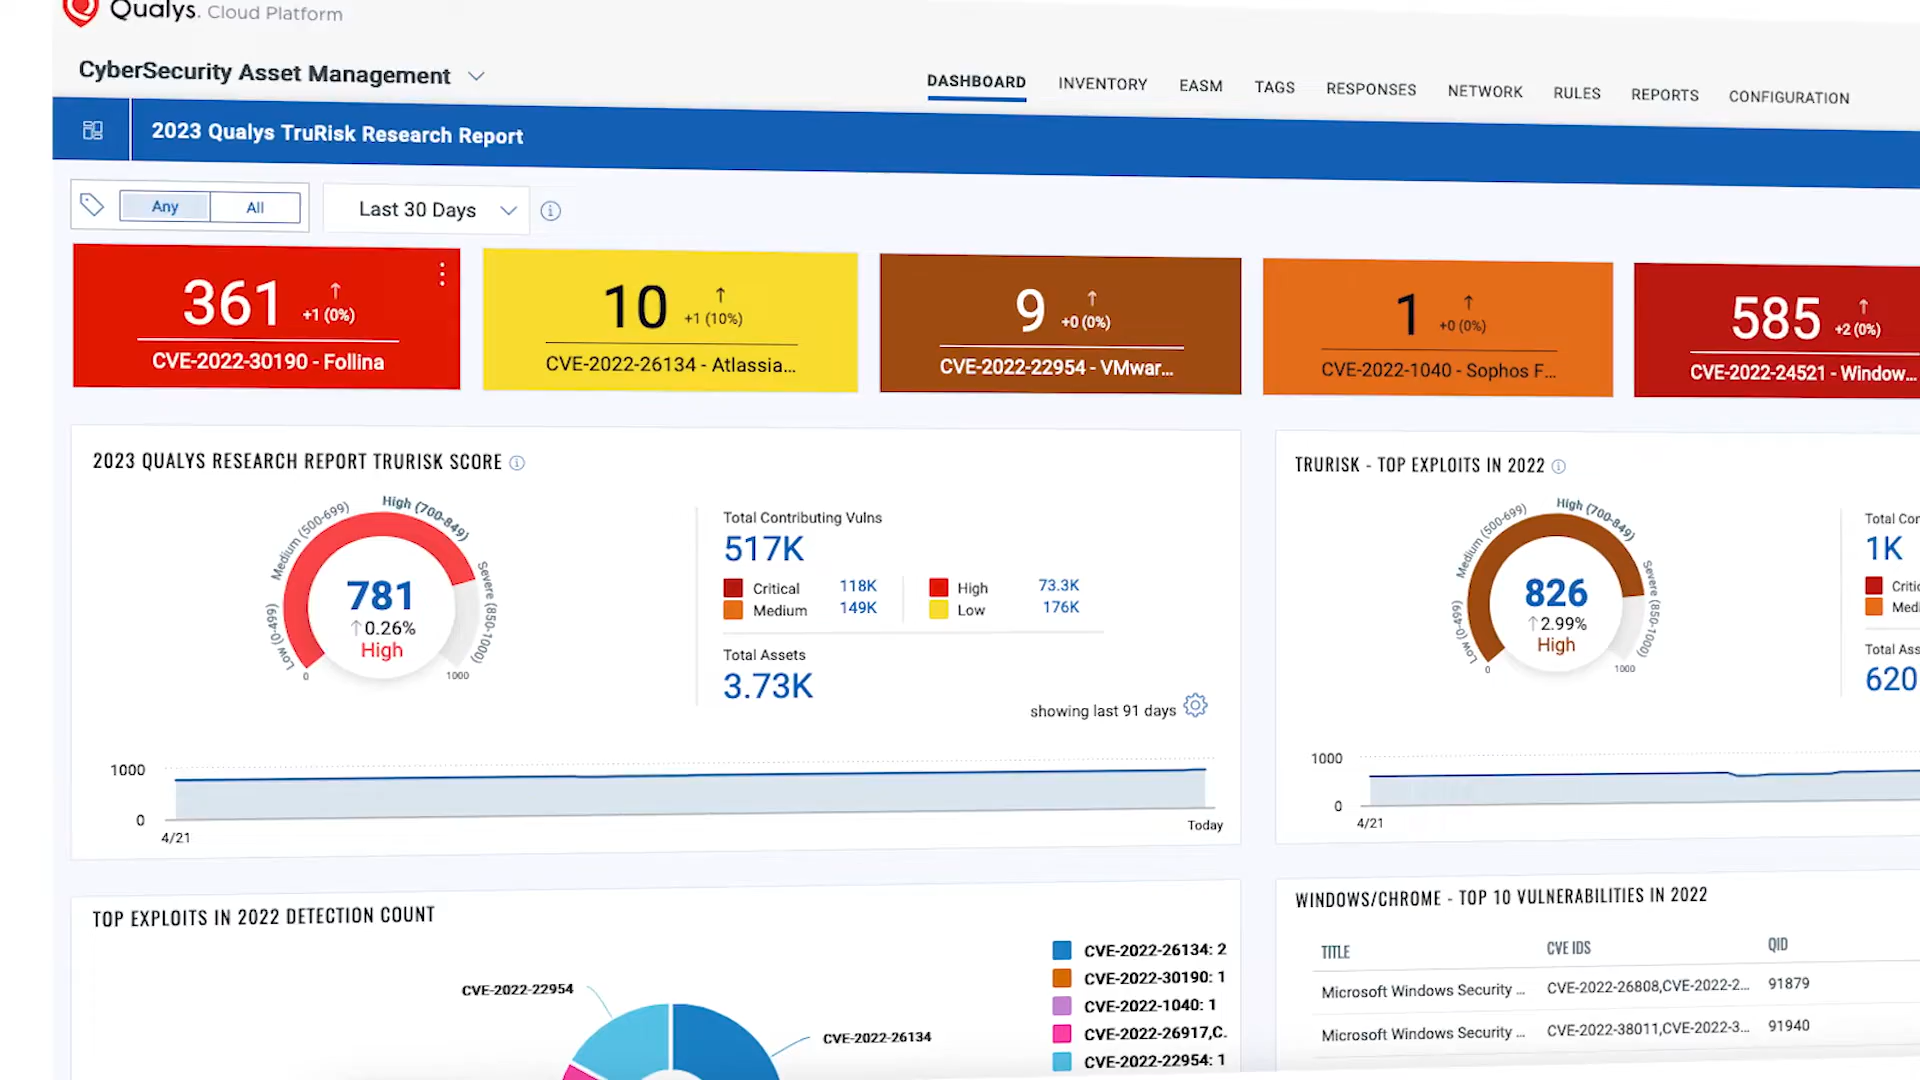 Qualys. Cloud Platform
CyberSecurity Asset Management
DASHBOARD INVENTORY EASM TAGS RESPONSES NETWORK RULES REPORTS CONFIGURATION
2023 Qualys TruRisk Research Report
Any All Last 30 Days
361 +1 (0%)
CVE-2022-30190 - Follina
10 +1 (10%)
CVE-2022-26134 - Atlassia...
9 +0 (0%)
CVE-2022-22954 - VMwar...
1 +0 (0%)
CVE-2022-1040 - Sophos F...
585 +2 (0%)
CVE-2022-24521 - Window...
2023 QUALYS RESEARCH REPORT TRURISK SCORE
Low (0-499)
Medium (500-699)
High (700-849)
Severe (850-1000)
781
0.26%
High
0 1000
Total Contributing Vulns
517K
Critical 118K High 73.3K
Medium 149K Low 176K
Total Assets
3.73K
showing last 91 days
1000
0
4/21 Today
TRURISK - TOP EXPLOITS IN 2022
Low (0-499)
Medium (500-699)
High (700-849)
Severe (850-1000)
826
2.99%
High
0 1000
Total Con
1K
Critic
Medi
Total Ass
620
1000
0
4/21
TOP EXPLOITS IN 2022 DETECTION COUNT
CVE-2022-22954
CVE-2022-26134
CVE-2022-26134: 2
CVE-2022-30190: 1
CVE-2022-1040: 1
CVE-2022-26917,C.
CVE-2022-22954: 1
WINDOWS/CHROME - TOP 10 VULNERABILITIES IN 2022
TITLE CVE IDS QID
Microsoft Windows Security ... CVE-2022-26808,CVE-2022-2... 91879
Microsoft Windows Security ... CVE-2022-38011,CVE-2022-3... 91940